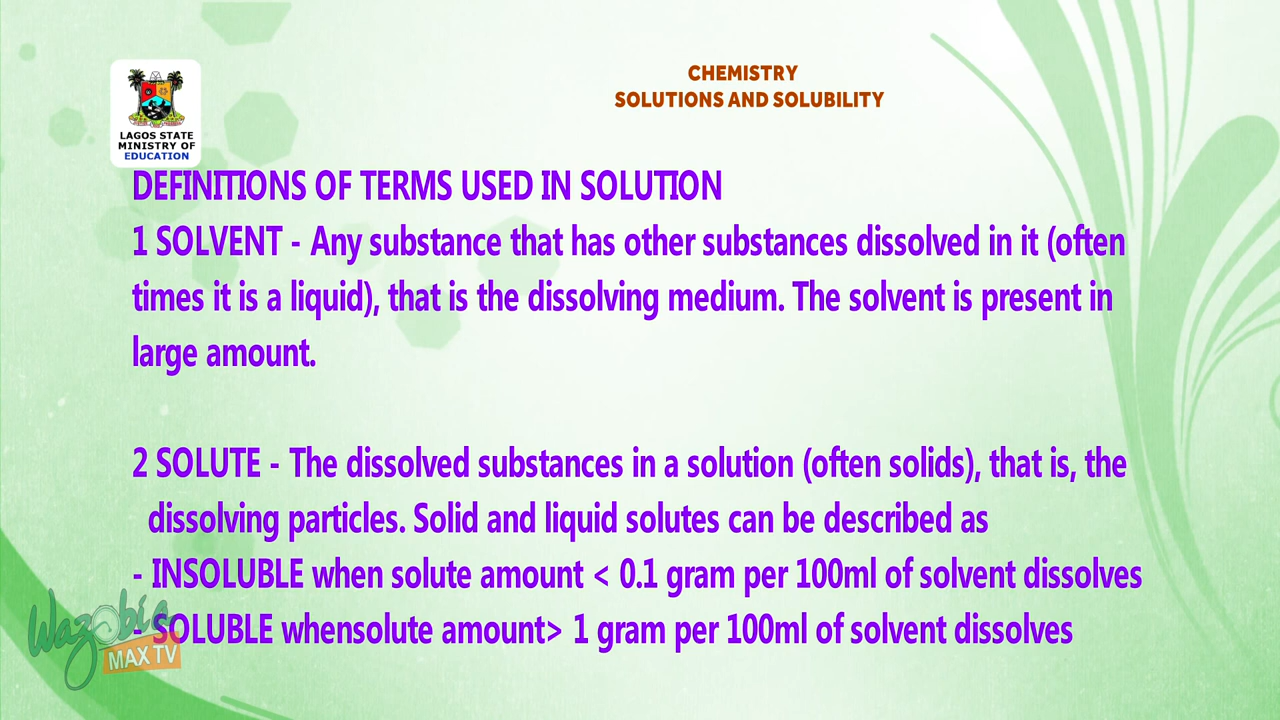 CHEMISTRY
SOLUTIONS AND SOLUBILITY
LAGOS STATE
MINISTRY OF
EDUCATION
DEFINITIONS OF TERMS USED IN SOLUTION
1 SOLVENT - Any substance that has other substances dissolved in it (often
times it is a liquid), that is the dissolving medium. The solvent is present in
large amount.
2 SOLUTE - The dissolved substances in a solution (often solids), that is, the
dissolving particles. Solid and liquid solutes can be described as
- INSOLUBLE when solute amount < 0.1 gram per 100ml of solvent dissolves
- SOLUBLE whensolute amount> 1 gram per 100ml of solvent dissolves
Wazobia
MAX TV